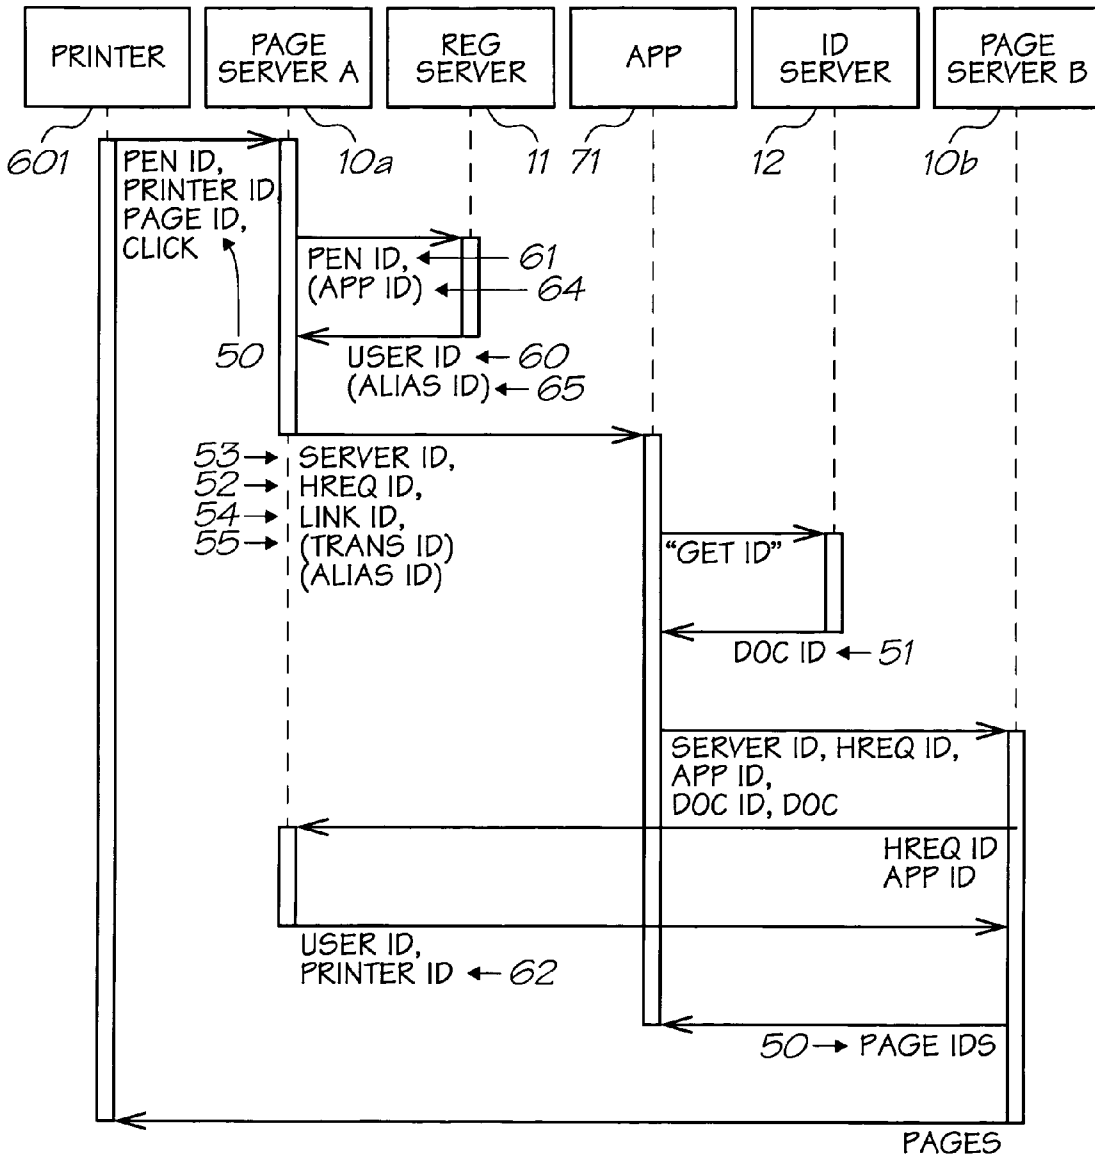 PRINTER
PAGE
SERVER A
REG
SERVER
APP
ID
SERVER
PAGE
SERVER B
601
10a
11
71
12
10b
PEN ID,
PRINTER ID
PAGE ID,
CLICK
50
PEN ID,
61
(APP ID)
64
USER ID
60
(ALIAS ID)
65
53
SERVER ID,
52
HREQ ID,
54
LINK ID,
55
(TRANS ID)
(ALIAS ID)
“GET ID”
DOC ID
51
SERVER ID, HREQ ID,
APP ID,
DOC ID, DOC
HREQ ID
APP ID
USER ID,
PRINTER ID
62
50
PAGE IDS
PAGES